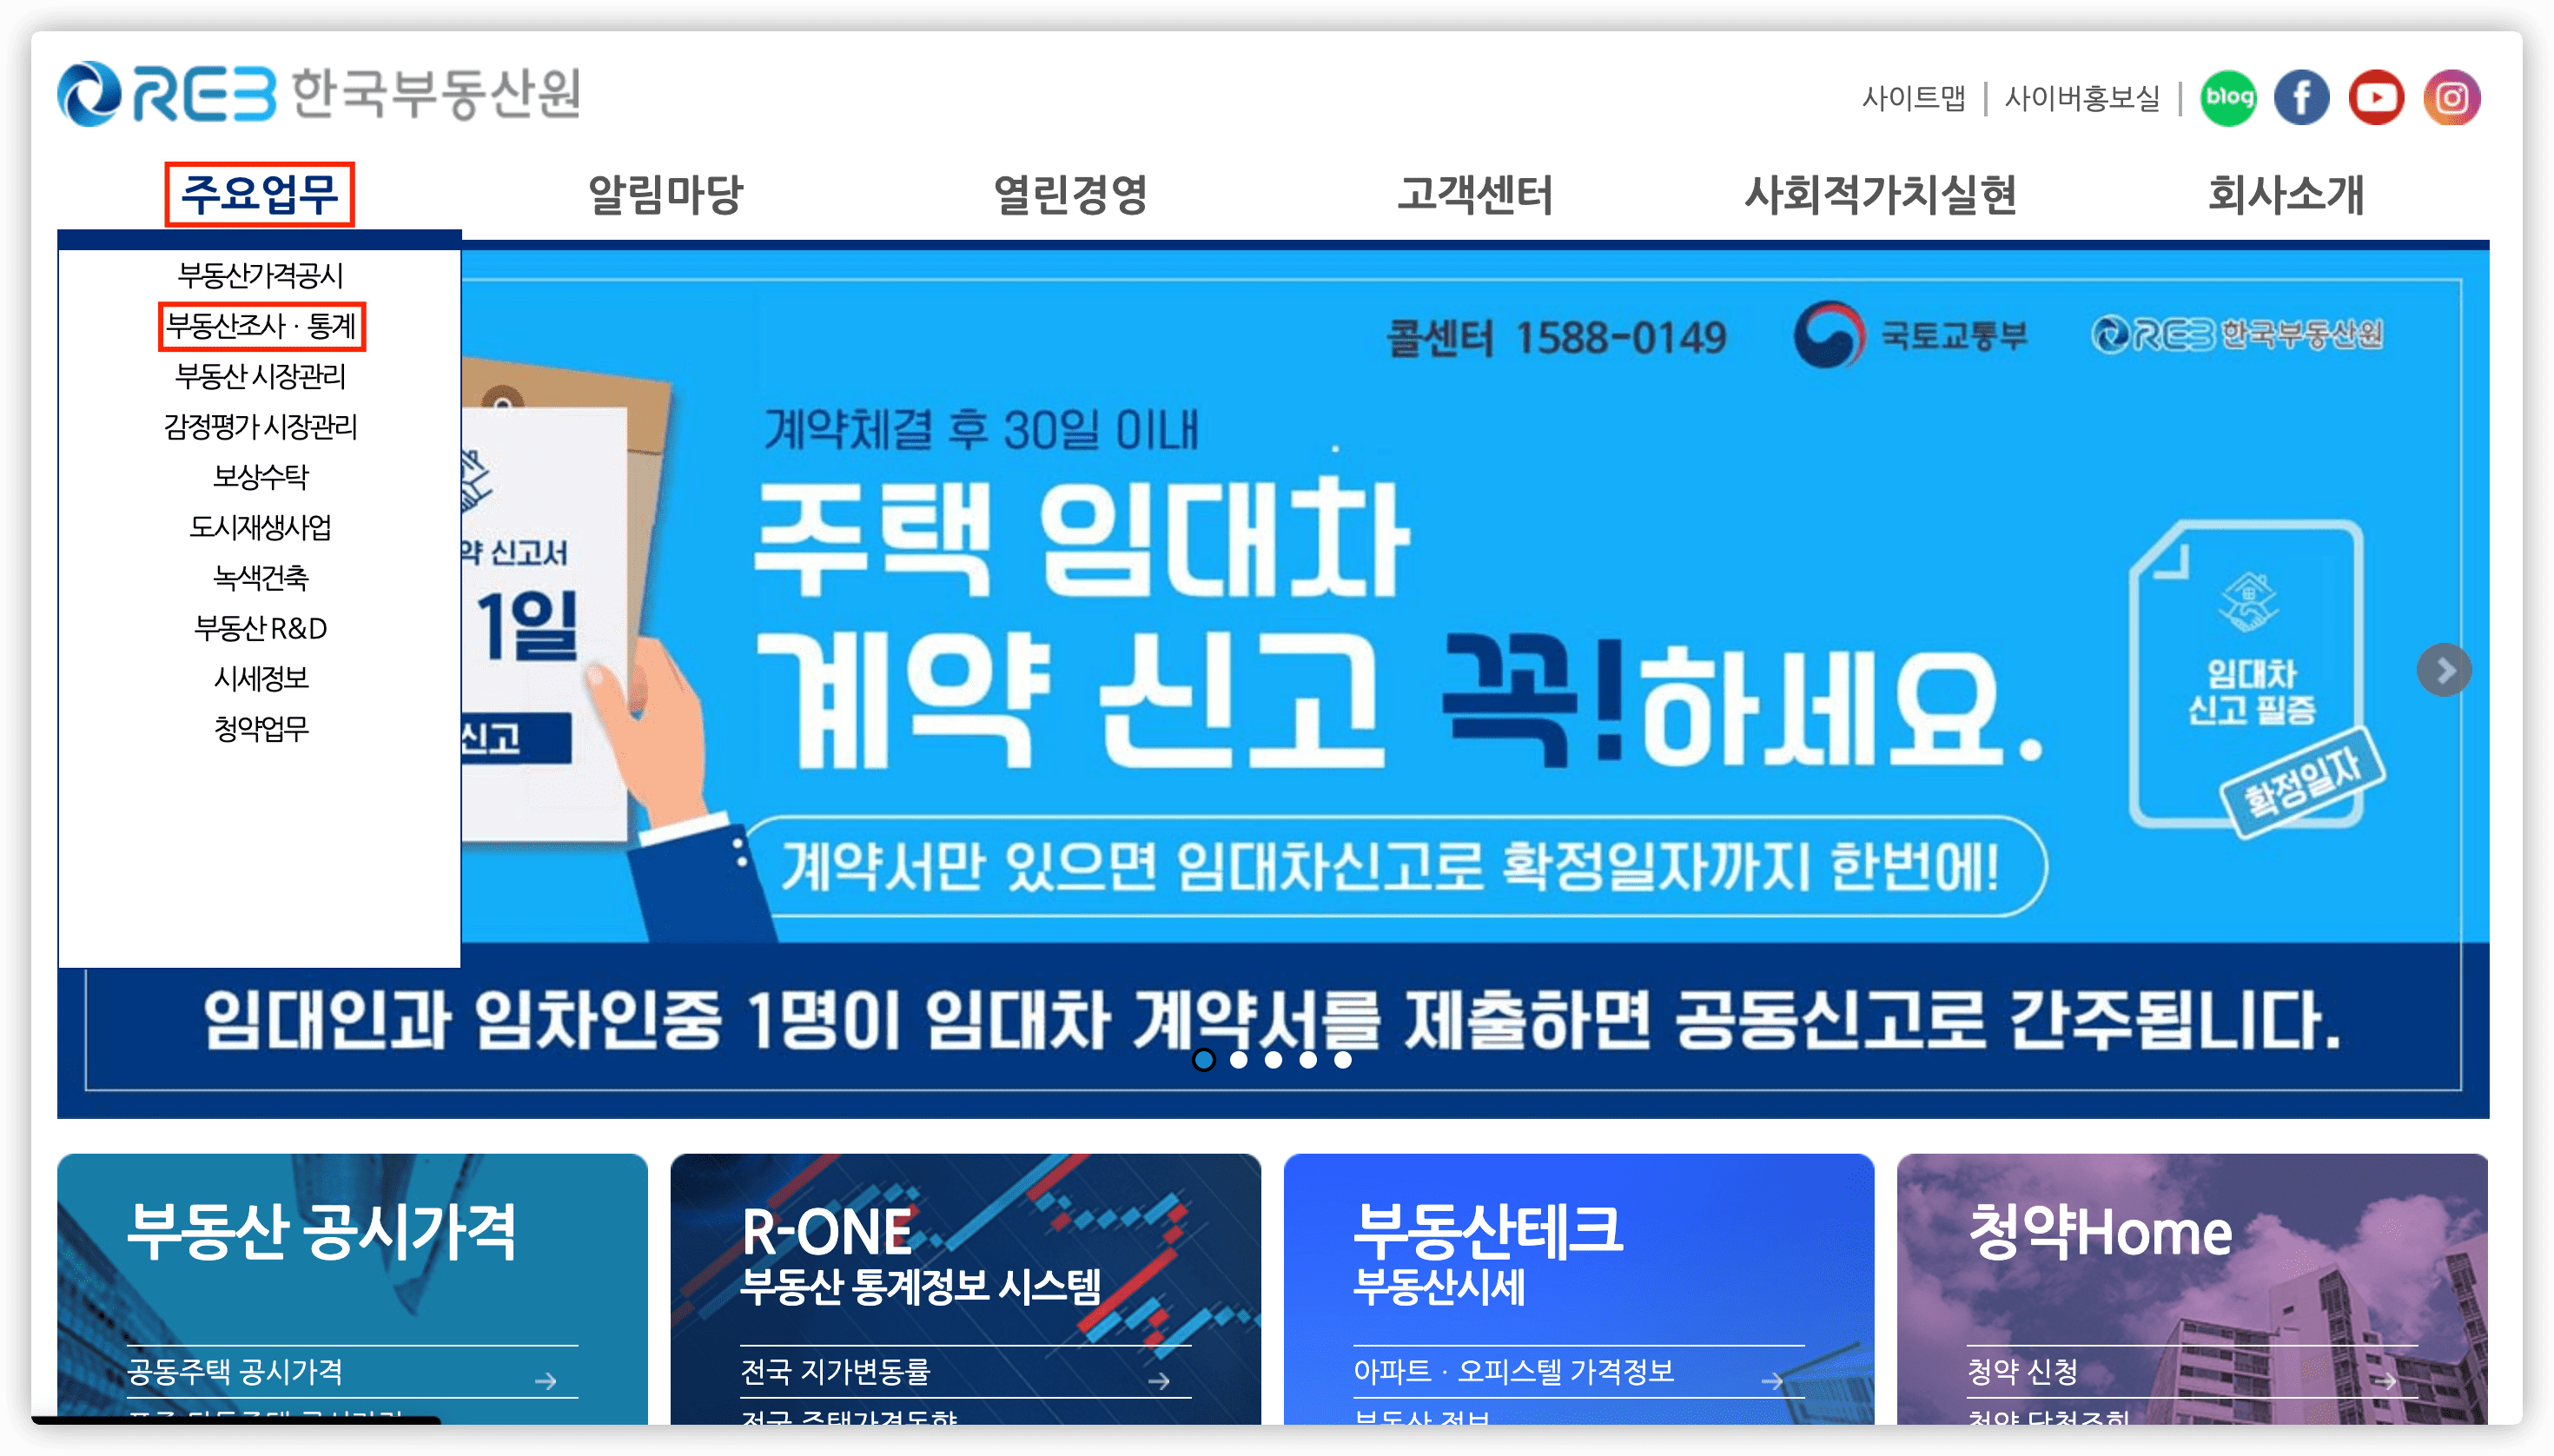 REB 한국부동산원
사이트맵 | 사이버홍보실 | blog
주요업무 알림마당 열린경영 고객센터 사회적가치실현 회사소개
부동산가격공시
부동산조사 · 통계
부동산 시장관리
감정평가 시장관리
보상수탁
도시재생사업
녹색건축
부동산 R&D
시세정보
청약업무
콜센터 1588-0149 국토교통부 REB 한국부동산원
계약체결 후 30일 이내
주택 임대차
계약 신고 꼭!하세요.
계약서만 있으면 임대차신고로 확정일자까지 한번에!
약 신고서
1일
신고
임대차
신고 필증
확정일자
임대인과 임차인중 1명이 임대차 계약서를 제출하면 공동신고로 간주됩니다.
부동산 공시가격
공동주택 공시가격
R-ONE
부동산 통계정보 시스템
전국 지가변동률
전국 주택가격동향
부동산테크
부동산시세
아파트 · 오피스텔 가격정보
부동산 정보
청약Home
청약 신청
청약 당첨조회